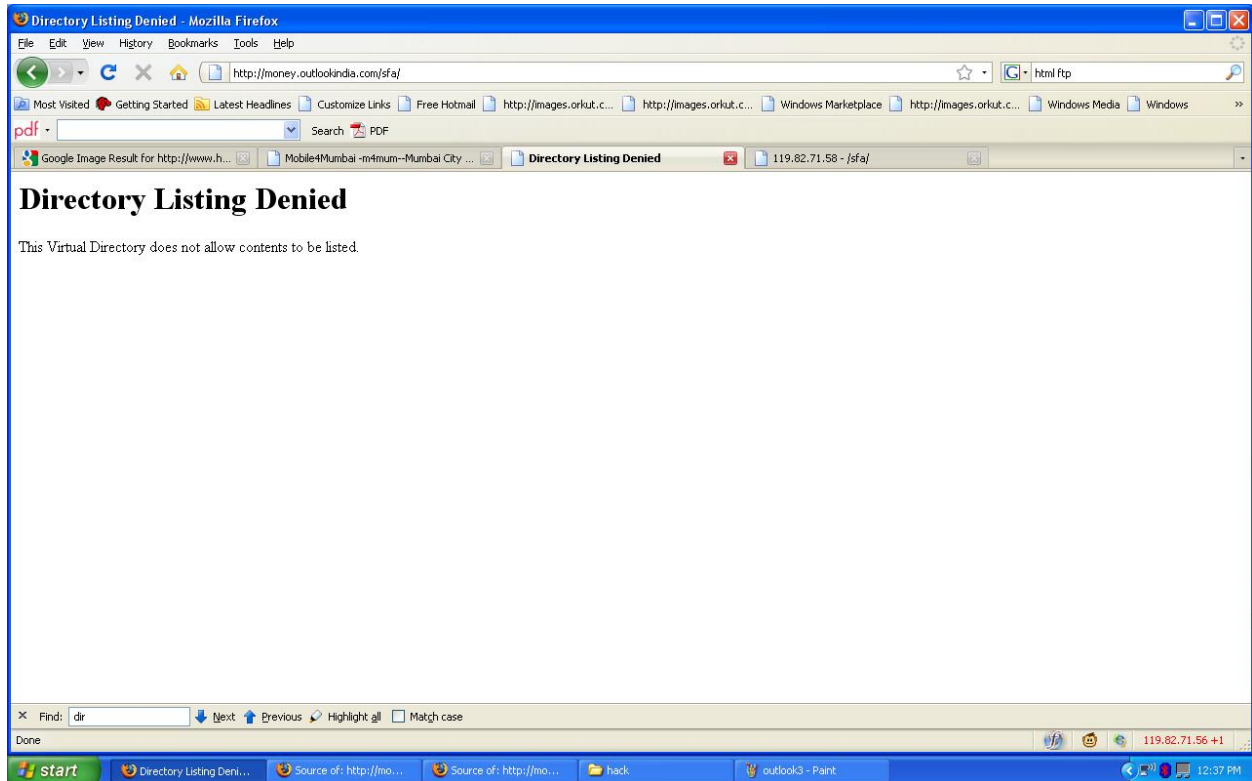 Directory Listing Denied - Mozilla Firefox
File Edit View History Bookmarks Tools Help
http://money.outlookindia.com/sfa/
G html ftp
Most Visited Getting Started Latest Headlines Customize Links Free Hotmail http://images.orkut.c... http://images.orkut.c... Windows Marketplace http://images.orkut.c... Windows Media Windows »
pdf Search PDF
Google Image Result for http://www.h... Mobile4Mumbai -m4mum--Mumbai City ... Directory Listing Denied 119.82.71.58 - /sfa/
Directory Listing Denied
This Virtual Directory does not allow contents to be listed.
Find: dir Next Previous Highlight all Match case
Done 119.82.71.56 +1
start Directory Listing Deni... Source of: http://mo... Source of: http://mo... hack outlook3 - Paint 12:37 PM